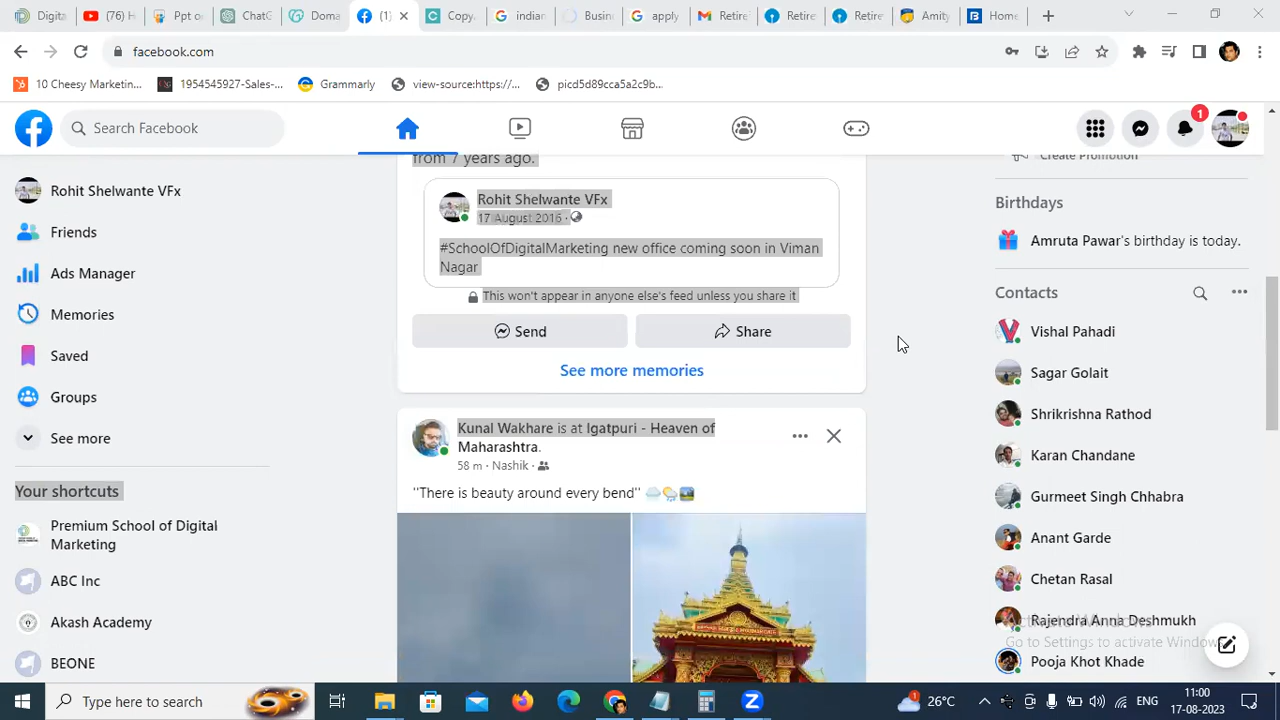 Digita
(76) H
Ppt o
ChatG
Doma
(1)
Copy.
indian
Busin
apply
Retire
Retire
Retire
Amity
Home
facebook.com
10 Cheesy Marketin...
1954545927-Sales-...
Grammarly
view-source:https:/...
picd5d89cca5a2c9b...
Search Facebook
1
from 7 years ago.
Create Promotion
Rohit Shelwante VFx
Friends
Ads Manager
Memories
Saved
Groups
See more
Your shortcuts
Premium School of Digital
Marketing
ABC Inc
Akash Academy
BEONE
Rohit Shelwante VFx
17 August 2016 ·
#SchoolOfDigitalMarketing new office coming soon in Viman
Nagar
This won't appear in anyone else's feed unless you share it
Send
Share
See more memories
Kunal Wakhare is at Igatpuri - Heaven of
Maharashtra.
58 m · Nashik ·
''There is beauty around every bend''
Birthdays
Amruta Pawar's birthday is today.
Contacts
Vishal Pahadi
Sagar Golait
Shrikrishna Rathod
Karan Chandane
Gurmeet Singh Chhabra
Anant Garde
Chetan Rasal
Rajendra Anna Deshmukh
Activate Windows
Go to Settings to activate Windows.
Pooja Khot Khade
Type here to search
1
26°C
ENG
11:00
17-08-2023